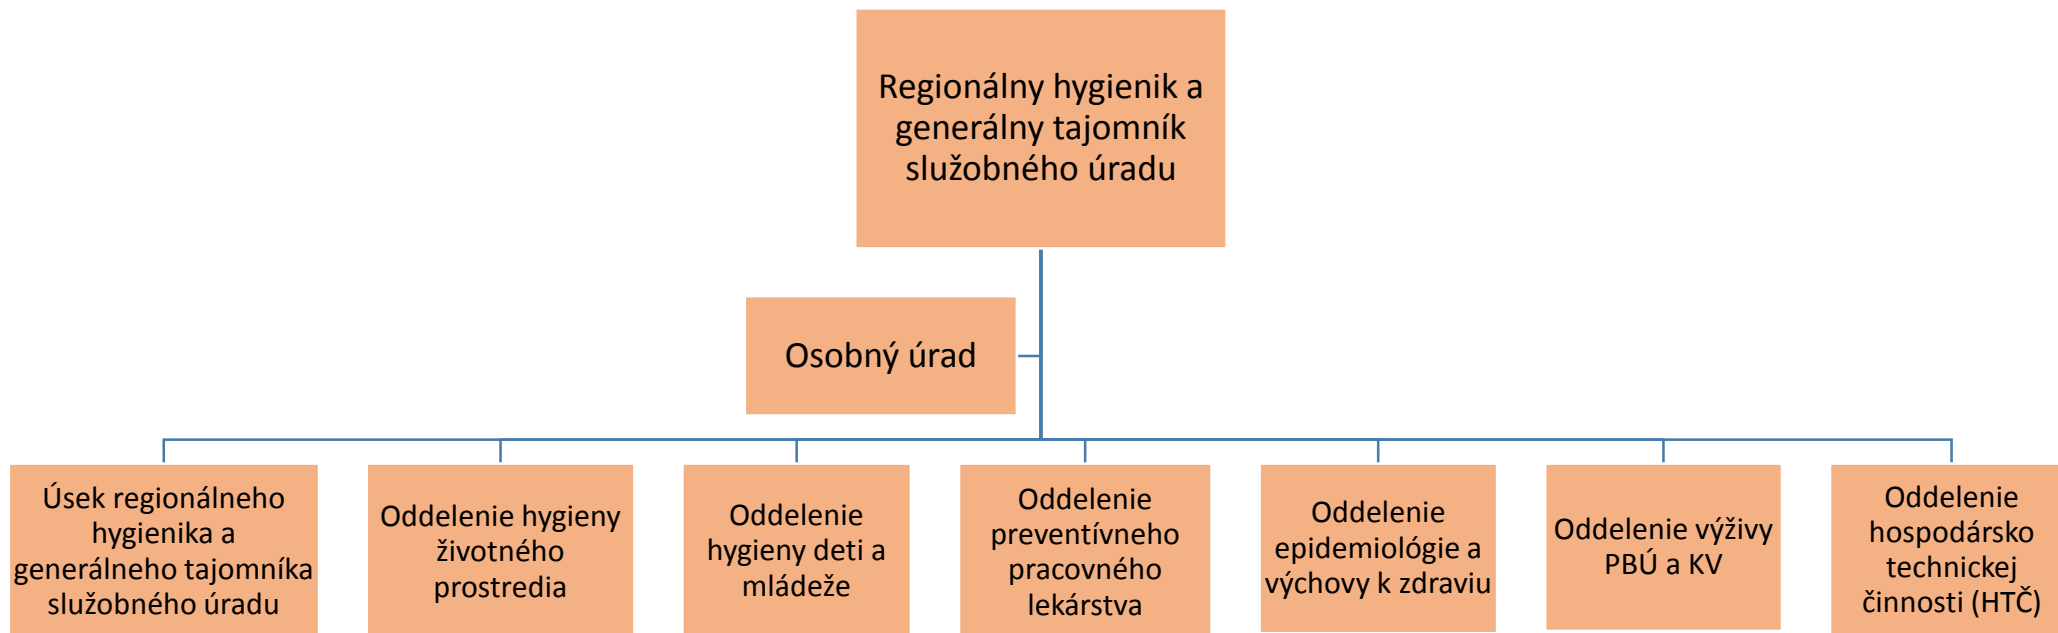 Regionálny hygienik a
generálny tajomník
služobného úradu
Osobný úrad
Úsek regionálneho
hygienika a
generálneho tajomníka
služobného úradu
Oddelenie hygieny
životného
prostredia
Oddelenie
hygieny deti a
mládeže
Oddelenie
preventívneho
pracovného
lekárstva
Oddelenie
epidemiológie a
výchovy k zdraviu
Oddelenie výživy
PBÚ a KV
Oddelenie
hospodársko
technickej
činnosti (HTČ)